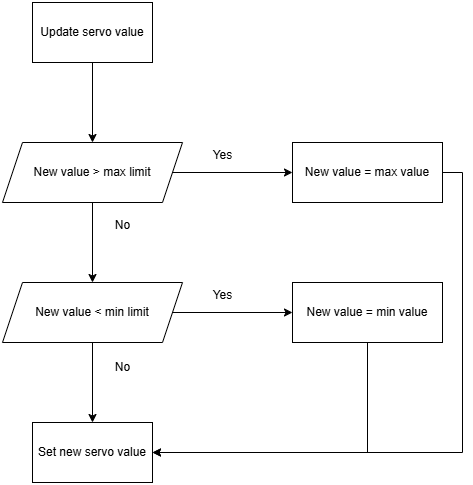 Update servo value
New value > max limit
Yes
New value = max value
No
New value < min limit
Yes
New value = min value
No
Set new servo value